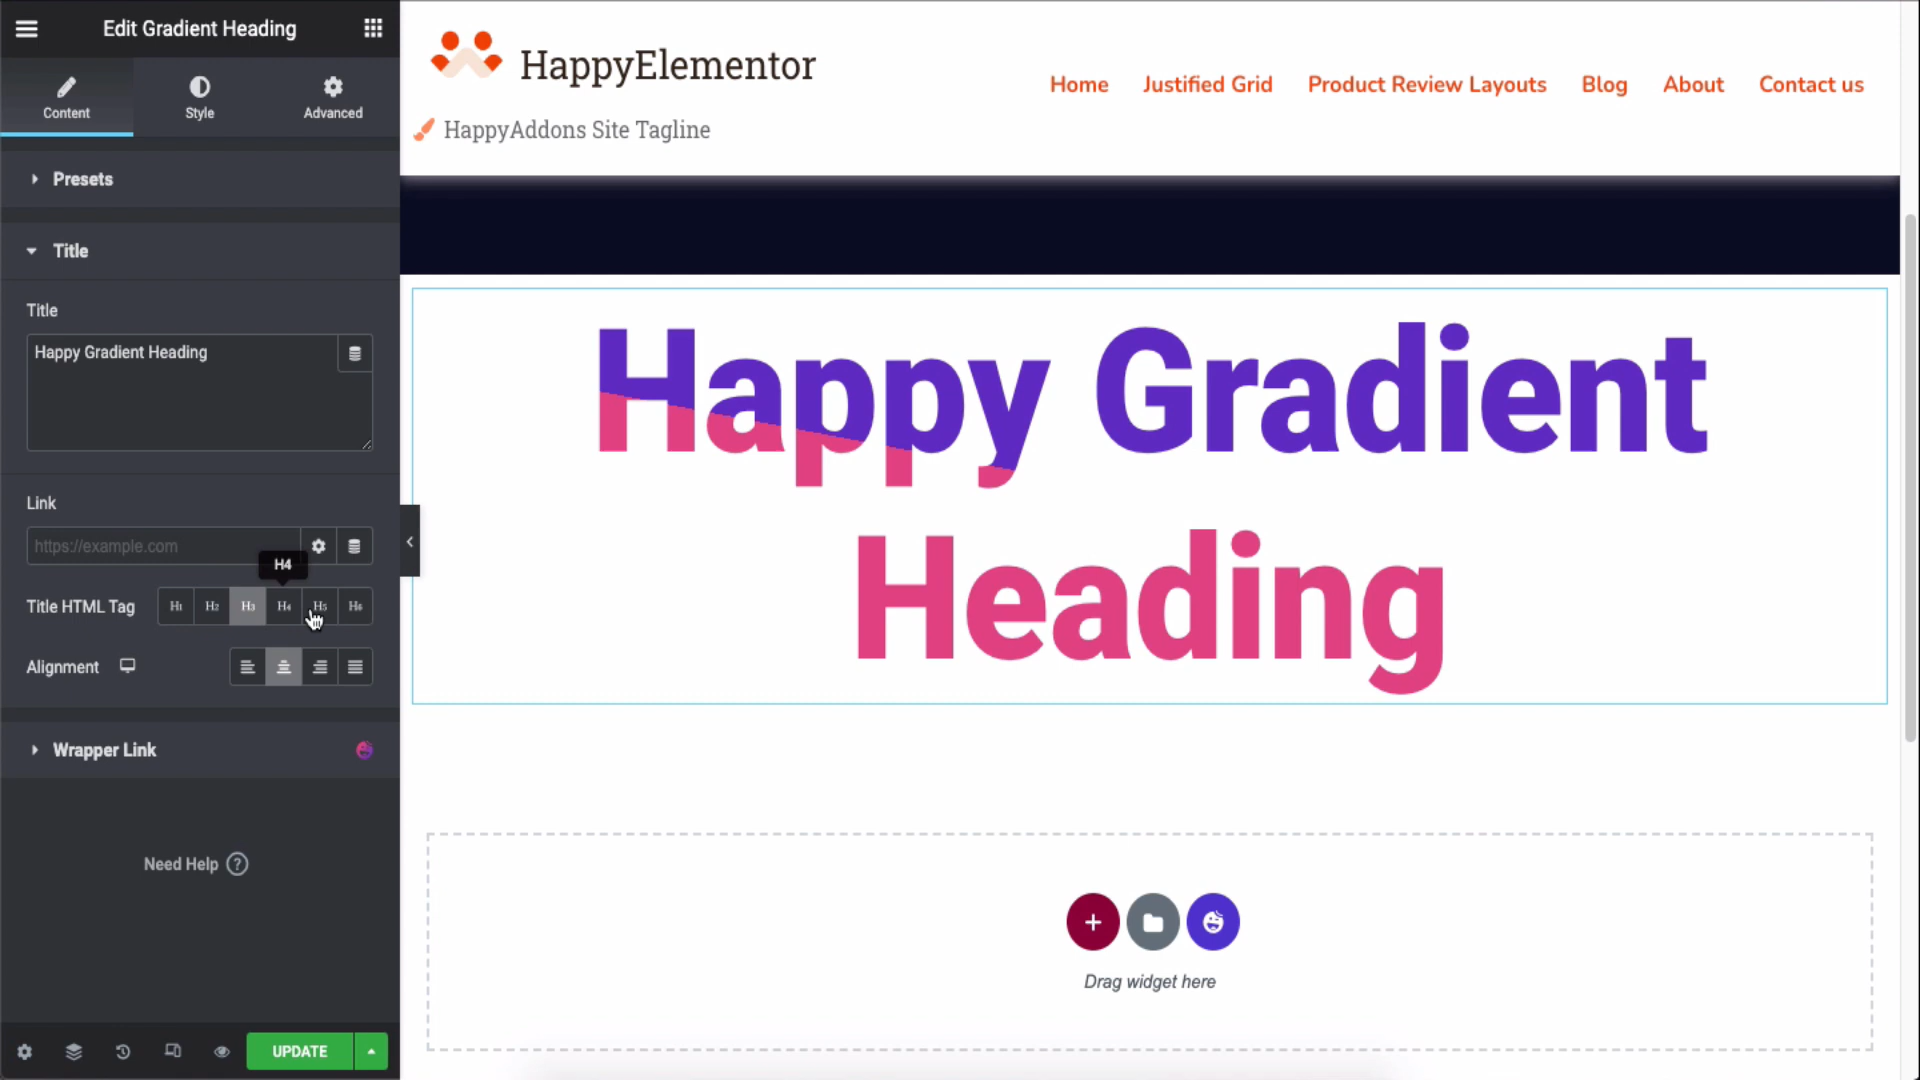 Edit Gradient Heading
Content
Style
Advanced
Presets
Title
Title
Happy Gradient Heading
Link
https://example.com
H4
Title HTML Tag
H1
H2
H3
H4
H5
H6
Alignment
Wrapper Link
Need Help ?
UPDATE
HappyElementor
HappyAddons Site Tagline
Home
Justified Grid
Product Review Layouts
Blog
About
Contact us
Happy Gradient
Heading
Drag widget here